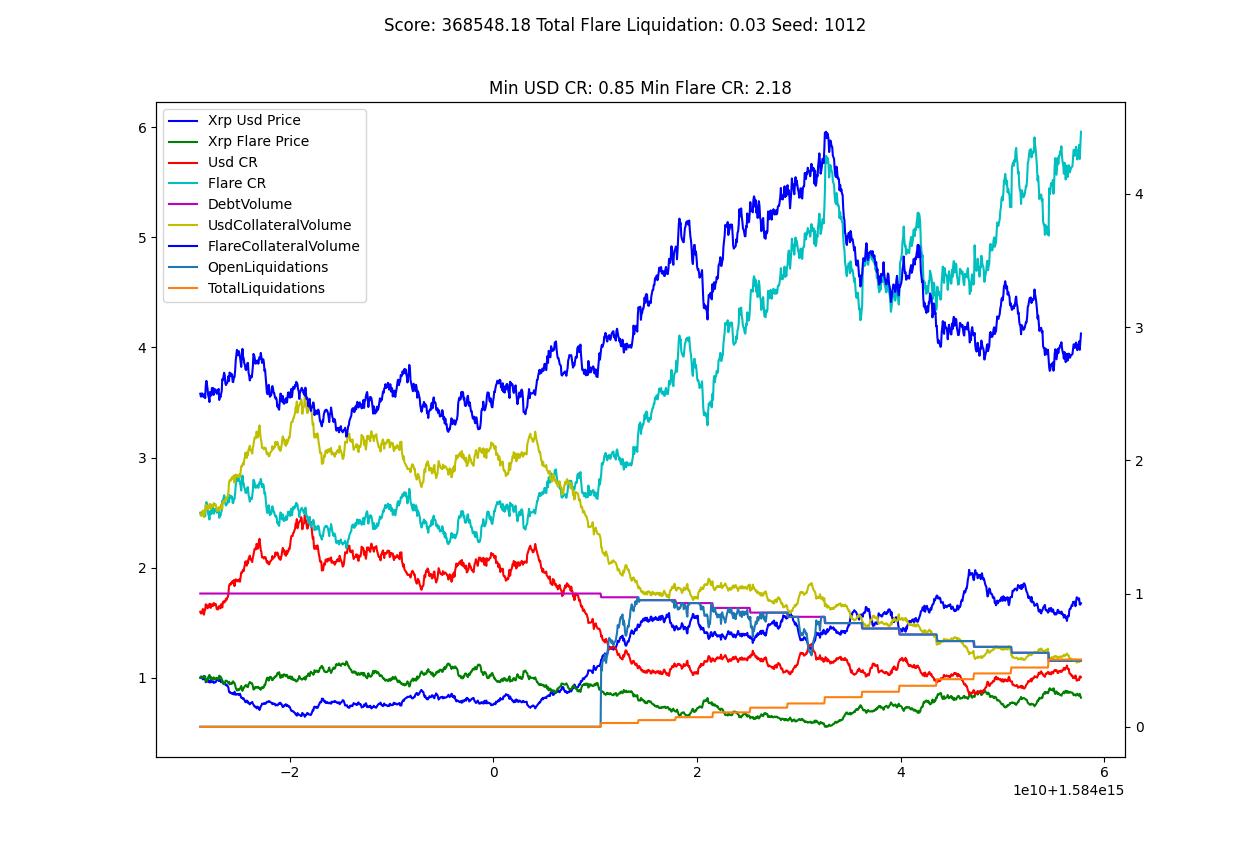 Score: 368548.18 Total Flare Liquidation: 0.03 Seed: 1012
Min USD CR: 0.85 Min Flare CR: 2.18
Xrp Usd Price
Xrp Flare Price
Usd CR
Flare CR
DebtVolume
UsdCollateralVolume
FlareCollateralVolume
OpenLiquidations
TotalLiquidations
6
5
4
3
2
1
4
3
2
1
0
−2
0
2
4
6
1e10+1.584e15